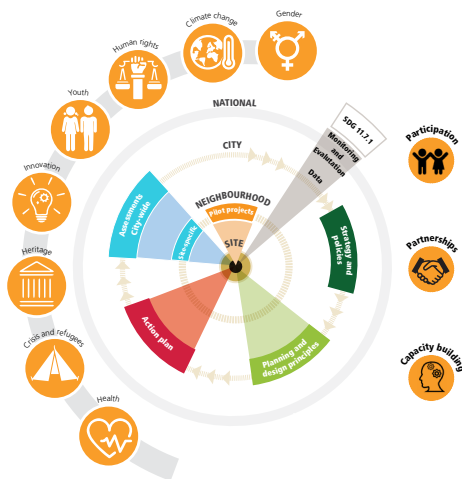 Gender
Climate change
Human rights
Youth
Innovation
Heritage
Crisis and refugees
Health
NATIONAL
CITY
NEIGHBOURHOOD
Pilot projects
SITE
SDG 11.7.1
Monitoring
and
Evalutation
Data
Assessments
City-wide
Site-specific
Strategy and
policies
Action plan
Planning and
design principles
Participation
Partnerships
Capacity building